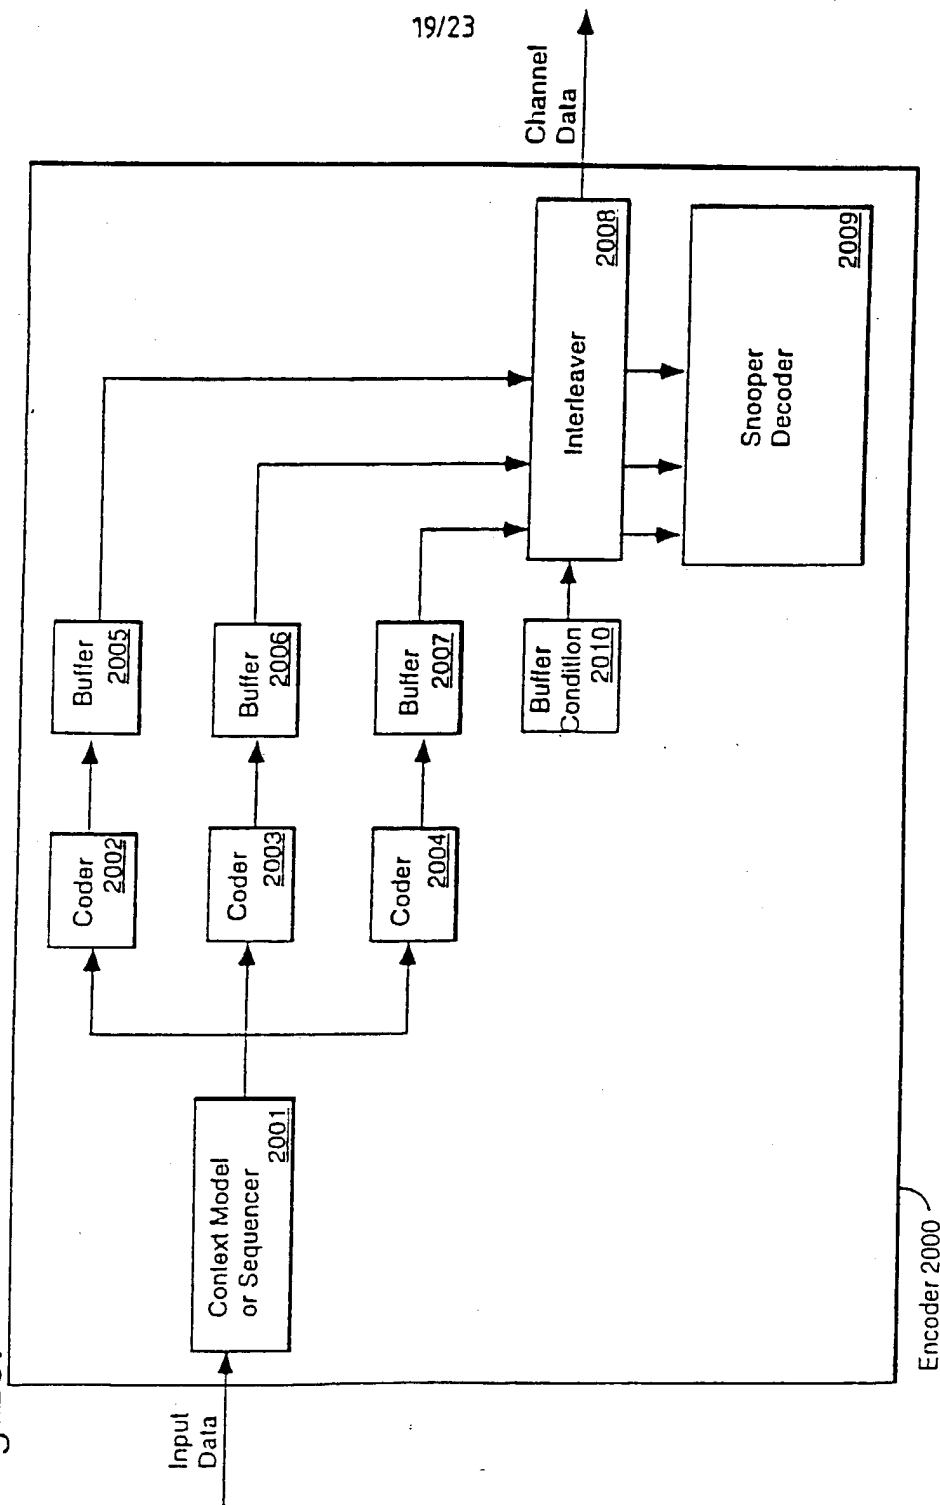 19/23
Input
Data
Context Model
or Sequencer
2001
Coder
2002
Coder
2003
Coder
2004
Buffer
2005
Buffer
2006
Buffer
2007
Buffer
Condition
2010
Interleaver
2008
Snooper
Decoder
2009
Channel
Data
Encoder 2000